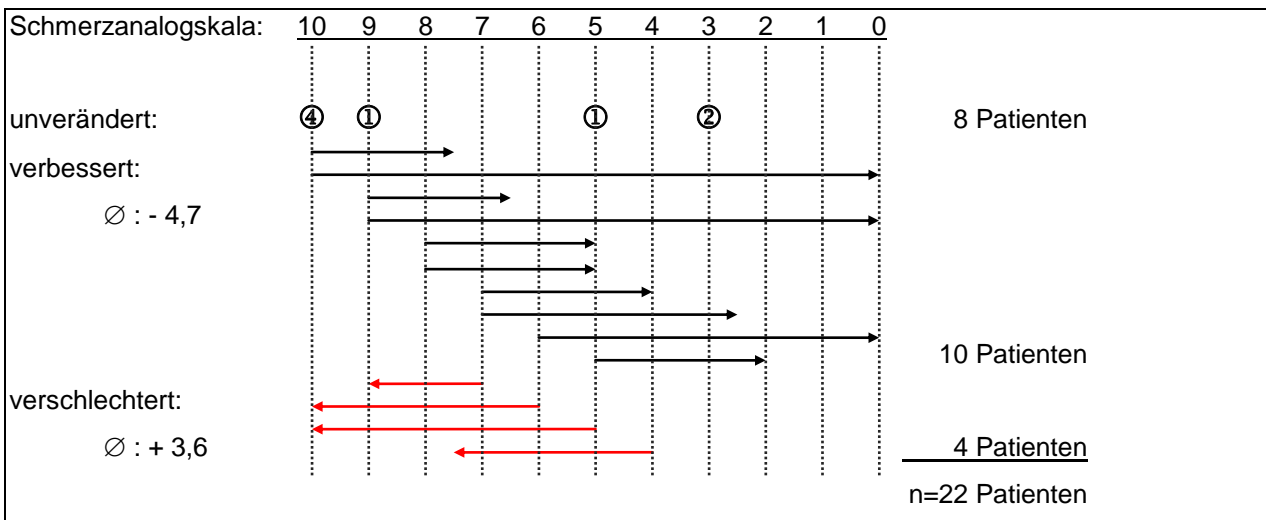 Schmerzanalogskala: 10 9 8 7 6 5 4 3 2 1 0
unverändert: ④ ① ① ② 8 Patienten
verbessert:
∅ : - 4,7
10 Patienten
verschlechtert:
∅ : + 3,6 4 Patienten
n=22 Patienten